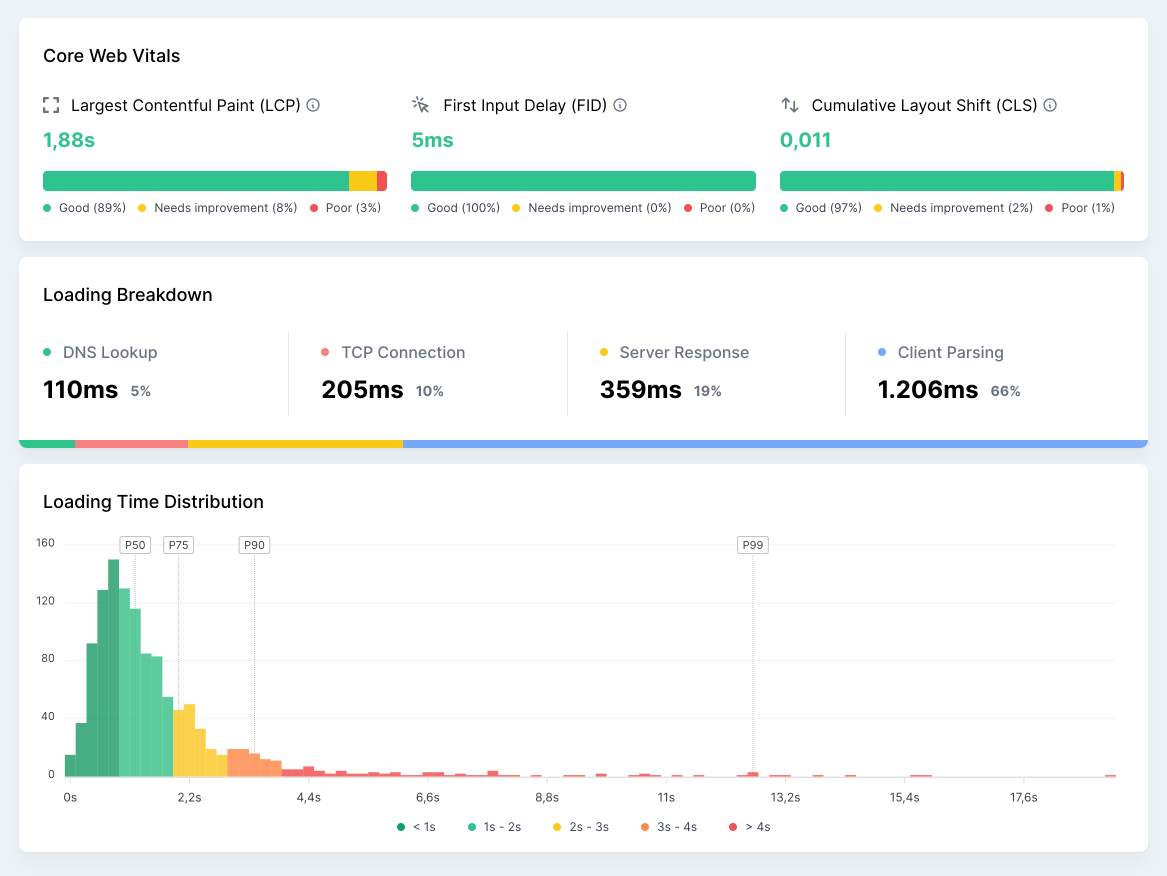 Core Web Vitals
Largest Contentful Paint (LCP)
First Input Delay (FID)
Cumulative Layout Shift (CLS)
1,88s
5ms
0,011
Good (89%) Needs improvement (8%) Poor (3%)
Good (100%) Needs improvement (0%) Poor (0%)
Good (97%) Needs improvement (2%) Poor (1%)
Loading Breakdown
DNS Lookup
110ms 5%
TCP Connection
205ms 10%
Server Response
359ms 19%
Client Parsing
1.206ms 66%
Loading Time Distribution
P50 P75 P90 P99
160
120
80
40
0
0s 2,2s 4,4s 6,6s 8,8s 11s 13,2s 15,4s 17,6s
< 1s 1s - 2s 2s - 3s 3s - 4s > 4s